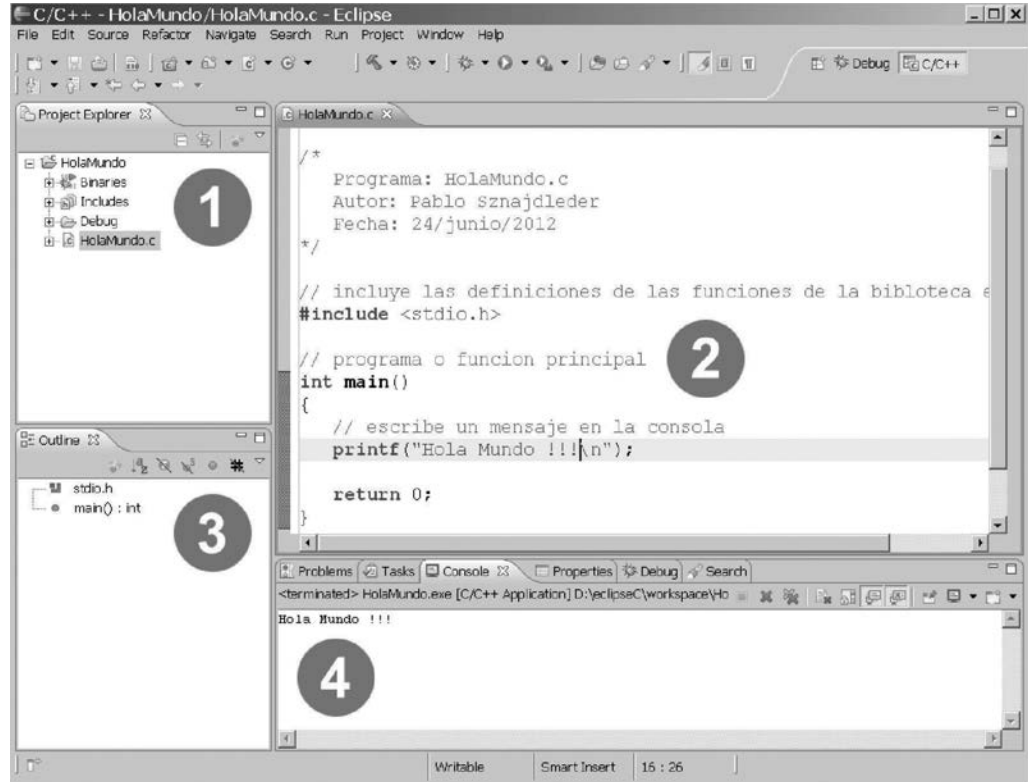 C/C++ - HolaMundo/HolaMundo.c - Eclipse
File Edit Source Refactor Navigate Search Run Project Window Help
Debug C/C++
Project Explorer
HolaMundo
Binaries
Includes
Debug
HolaMundo.c
1
HolaMundo.c
/*
Programa: HolaMundo.c
Autor: Pablo Sznajdleder
Fecha: 24/junio/2012
*/
// incluye las definiciones de las funciones de la bibloteca e
#include <stdio.h>
// programa o funcion principal
int main()
{
// escribe un mensaje en la consola
printf("Hola Mundo !!!\n");
return 0;
}
2
Outline
stdio.h
main() : int
3
Problems Tasks Console Properties Debug Search
<terminated> HolaMundo.exe [C/C++ Application] D:\eclipseC\workspace\Ho
Hola Mundo !!!
4
Writable Smart Insert 16 : 26